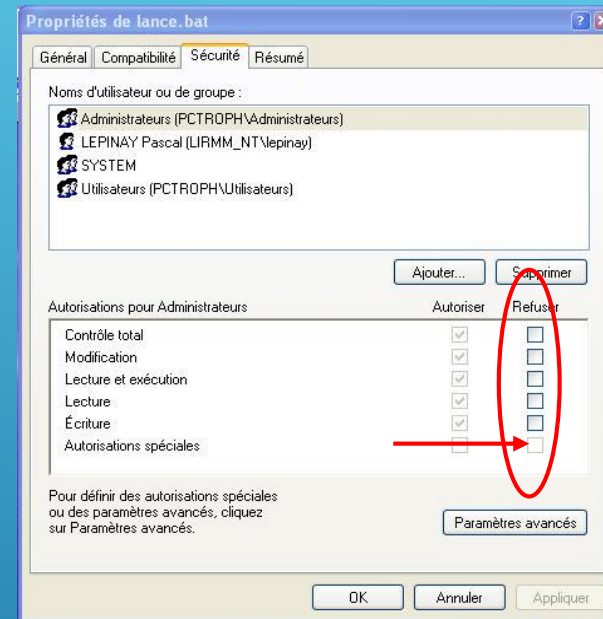 Propriétés de lance.bat
Général Compatibilité Sécurité Résumé
Noms d'utilisateur ou de groupe :
Administrateurs (PCTROPH\Administrateurs)
LEPINAY Pascal (LIRMM_NT\lepinay)
SYSTEM
Utilisateurs (PCTROPH\Utilisateurs)
Ajouter... Supprimer
Autorisations pour Administrateurs Autoriser Refuser
Contrôle total
Modification
Lecture et exécution
Lecture
Écriture
Autorisations spéciales
Pour définir des autorisations spéciales
ou des paramètres avancés, cliquez
sur Paramètres avancés.
Paramètres avancés
OK Annuler Appliquer